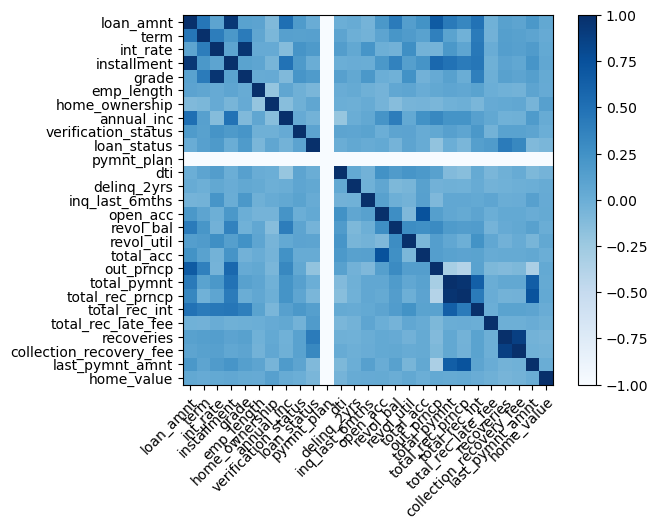 loan_amnt
term
int_rate
installment
grade
emp_length
home_ownership
annual_inc
verification_status
loan_status
pymnt_plan
dti
delinq_2yrs
inq_last_6mths
open_acc
revol_bal
revol_util
total_acc
out_prncp
total_pymnt
total_rec_prncp
total_rec_int
total_rec_late_fee
recoveries
collection_recovery_fee
last_pymnt_amnt
home_value
loan_amnt
term
int_rate
installment
grade
emp_length
home_ownership
annual_inc
verification_status
loan_status
pymnt_plan
dti
delinq_2yrs
inq_last_6mths
open_acc
revol_bal
revol_util
total_acc
out_prncp
total_pymnt
total_rec_prncp
total_rec_int
total_rec_late_fee
recoveries
collection_recovery_fee
last_pymnt_amnt
home_value
1.00
0.75
0.50
0.25
0.00
−0.25
−0.50
−0.75
−1.00